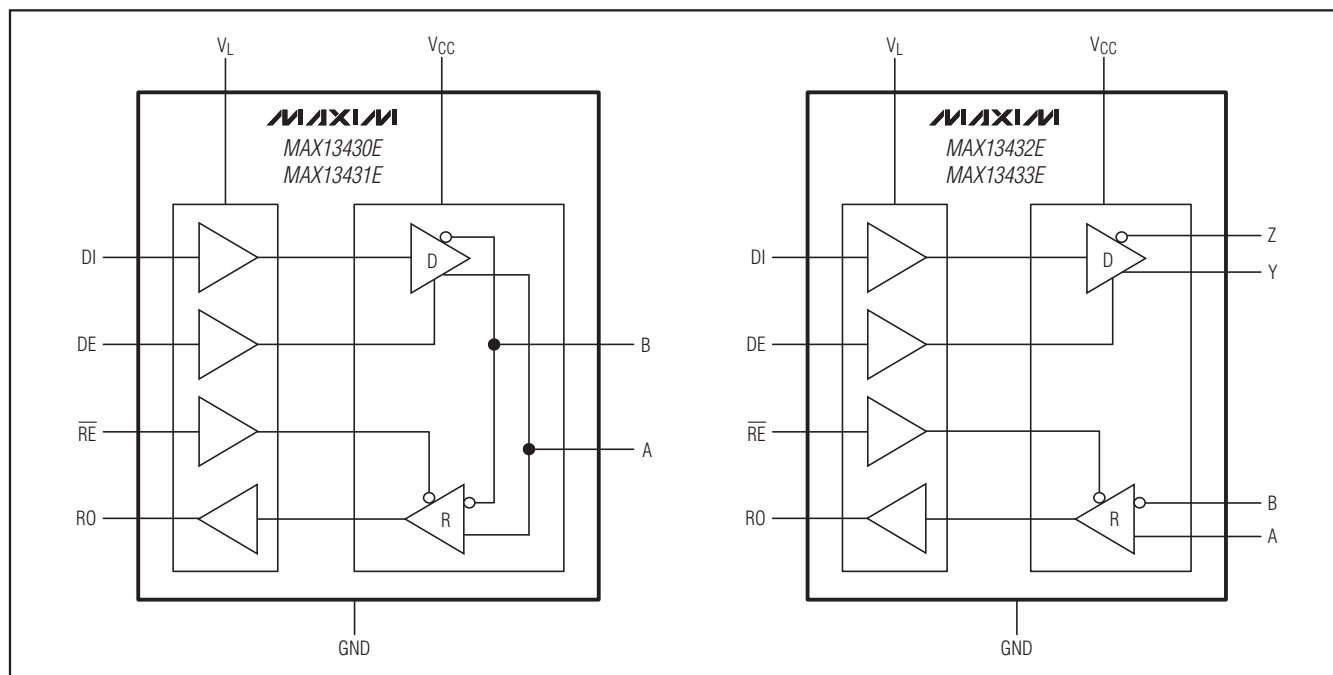 VL
VCC
MAXIM
MAX13430E
MAX13431E
DI
DE
RE
RO
D
R
B
A
GND
VL
VCC
MAXIM
MAX13432E
MAX13433E
DI
DE
RE
RO
D
R
Z
Y
B
A
GND